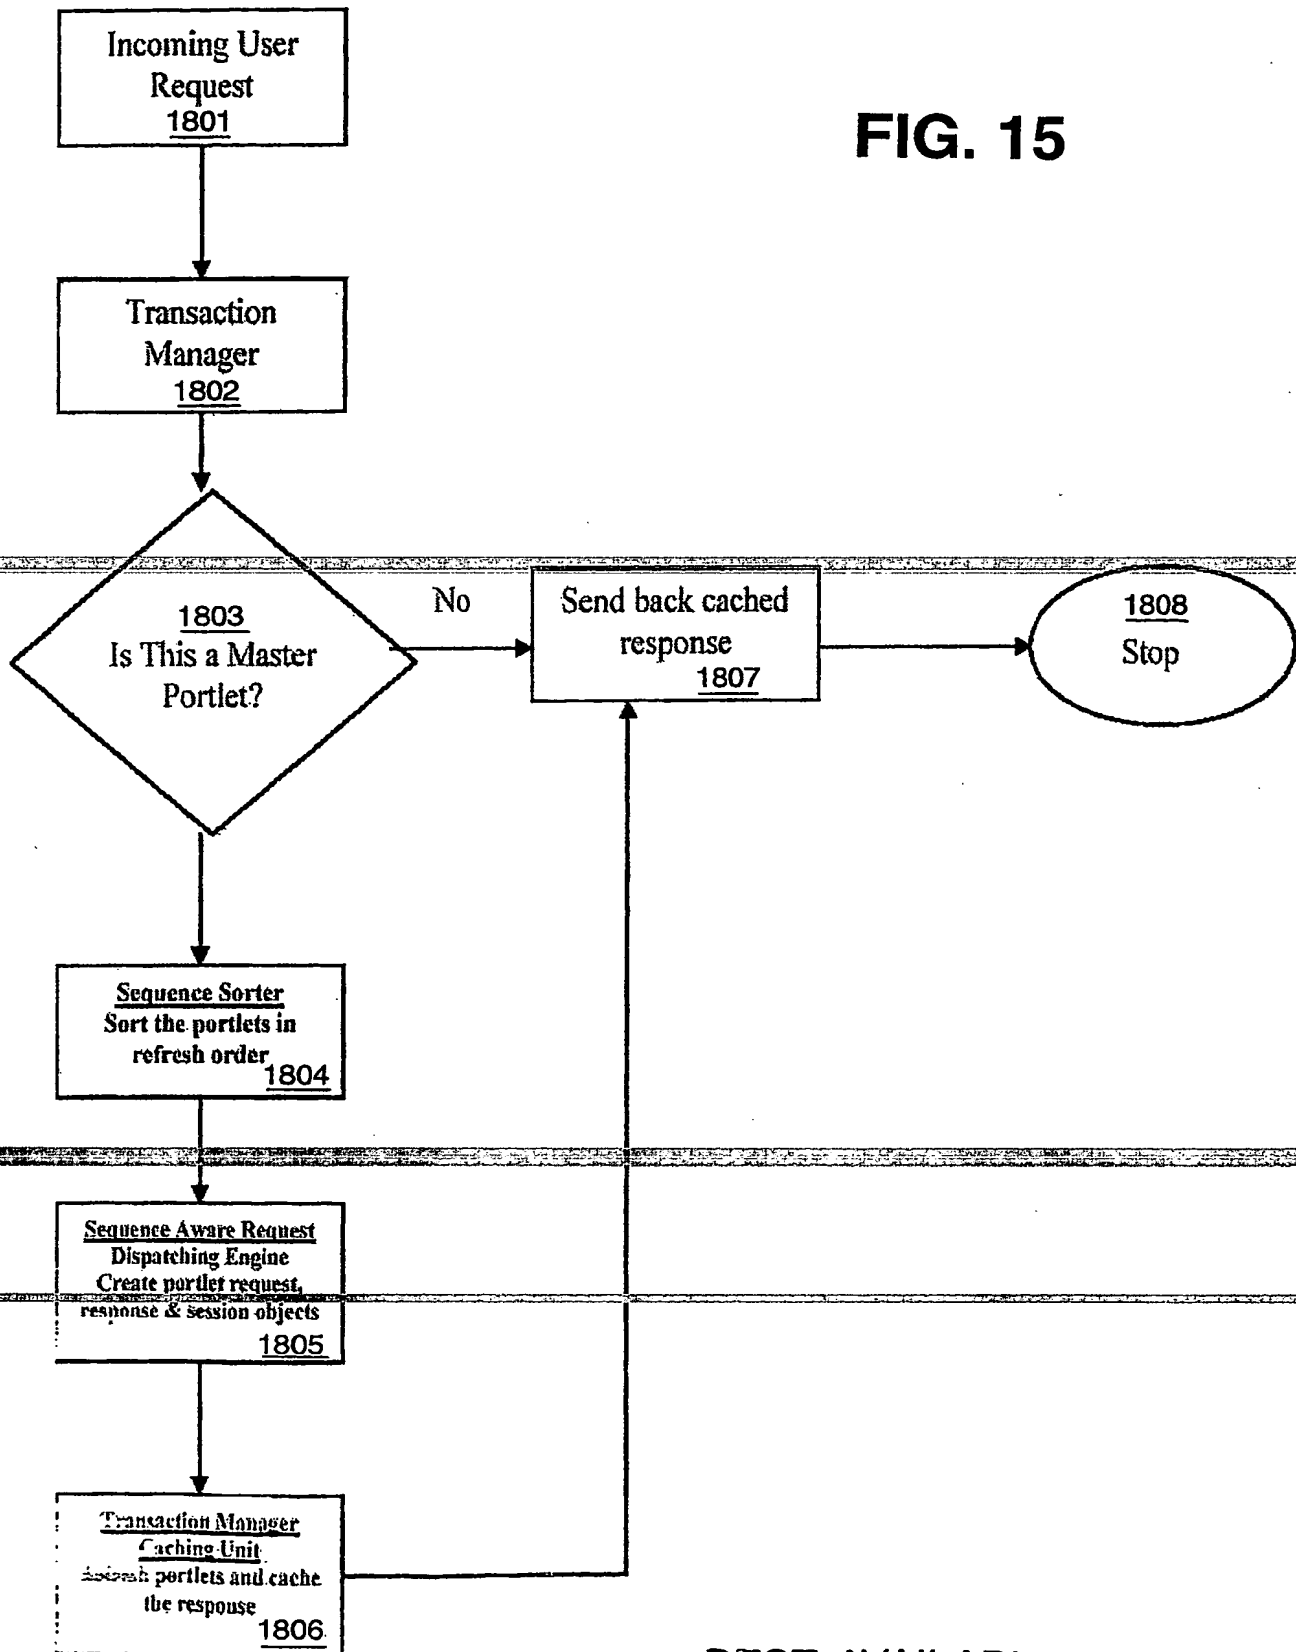 Incoming User
Request
1801
FIG. 15
Transaction
Manager
1802
1803
Is This a Master
Portlet?
No
Send back cached
response
1807
1808
Stop
Sequence Sorter
Sort the portlets in
refresh order
1804
Sequence Aware Request
Dispatching Engine
Create portlet request,
response & session objects
1805
Transaction Manager
Caching Unit
portlets and cache
the response
1806